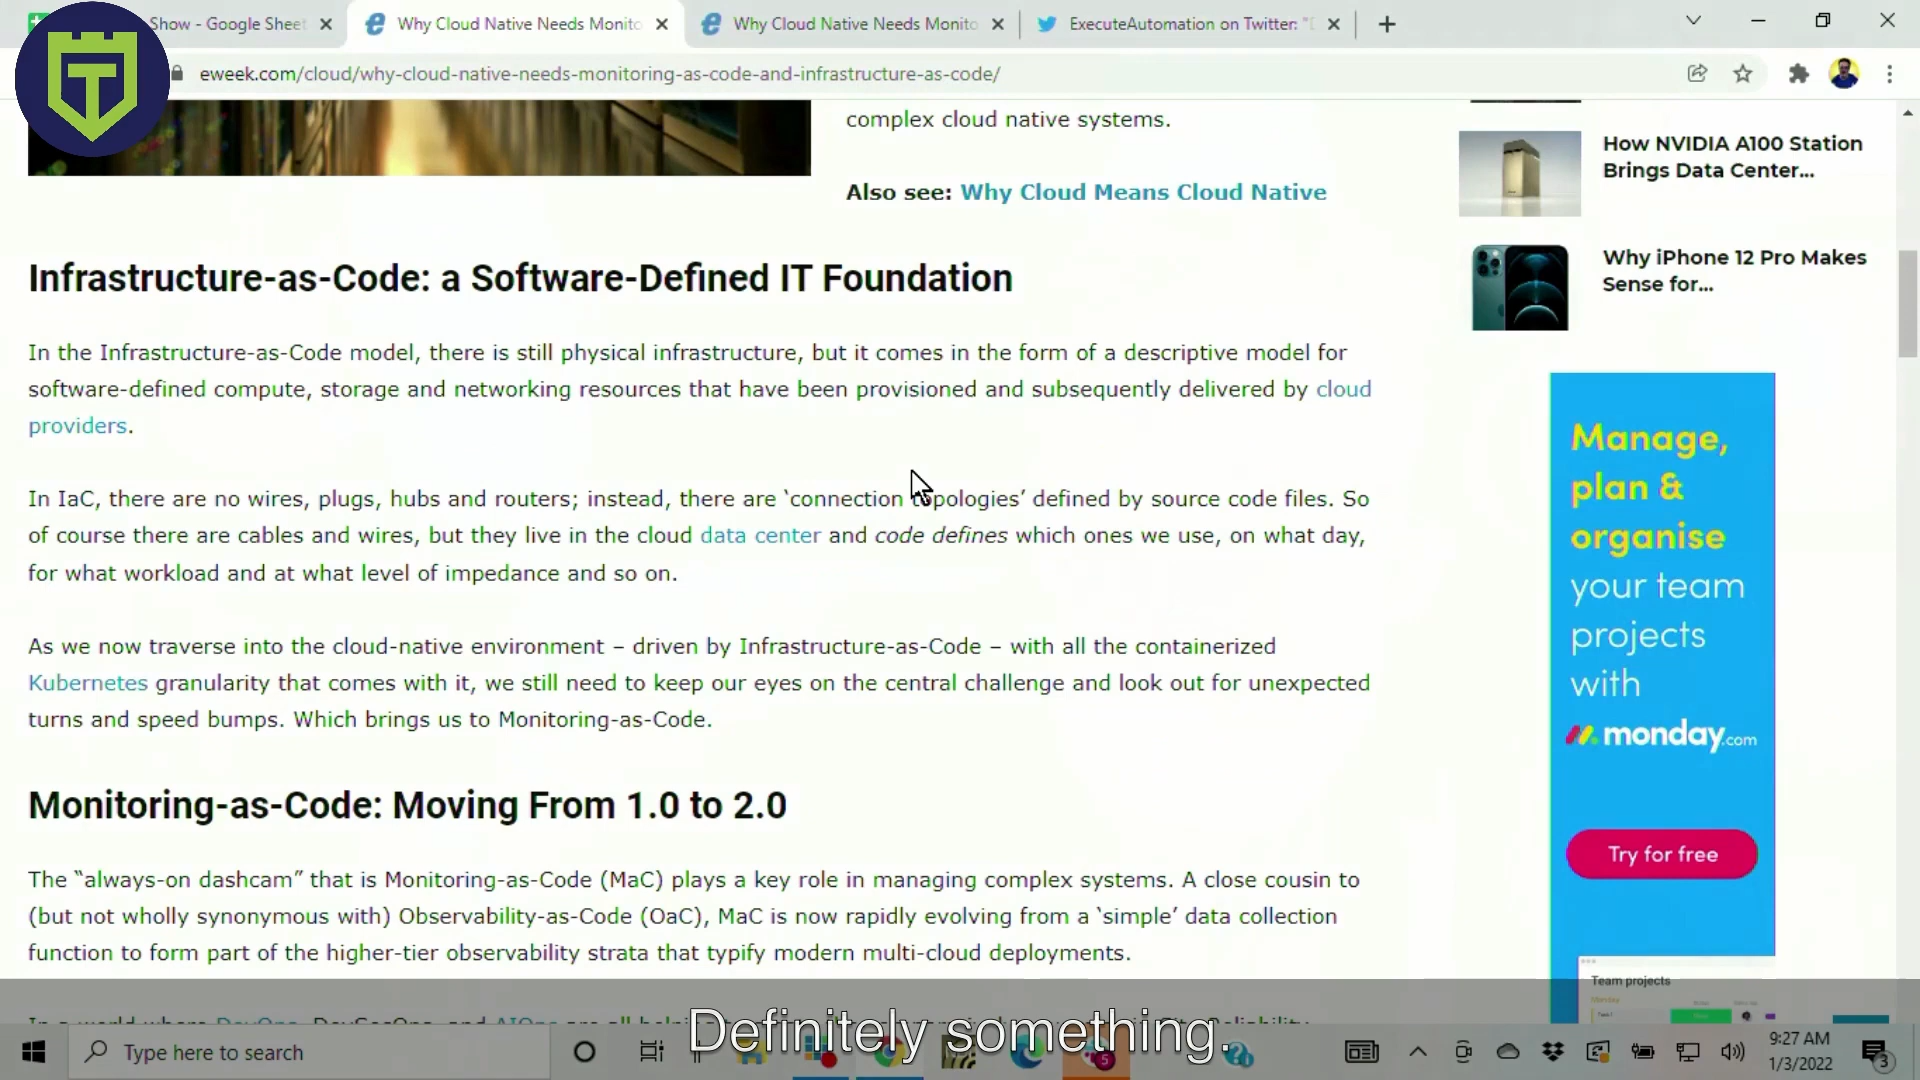 Show - Google Sheet
Why Cloud Native Needs Monito
Why Cloud Native Needs Monito
ExecuteAutomation on Twitter: "D
eweek.com/cloud/why-cloud-native-needs-monitoring-as-code-and-infrastructure-as-code/
T
complex cloud native systems.
Also see: Why Cloud Means Cloud Native
Infrastructure-as-Code: a Software-Defined IT Foundation
In the Infrastructure-as-Code model, there is still physical infrastructure, but it comes in the form of a descriptive model for
software-defined compute, storage and networking resources that have been provisioned and subsequently delivered by cloud
providers.
In IaC, there are no wires, plugs, hubs and routers; instead, there are ‘connection topologies’ defined by source code files. So
of course there are cables and wires, but they live in the cloud data center and code defines which ones we use, on what day,
for what workload and at what level of impedance and so on.
As we now traverse into the cloud-native environment – driven by Infrastructure-as-Code – with all the containerized
Kubernetes granularity that comes with it, we still need to keep our eyes on the central challenge and look out for unexpected
turns and speed bumps. Which brings us to Monitoring-as-Code.
Monitoring-as-Code: Moving From 1.0 to 2.0
The “always-on dashcam” that is Monitoring-as-Code (MaC) plays a key role in managing complex systems. A close cousin to
(but not wholly synonymous with) Observability-as-Code (OaC), MaC is now rapidly evolving from a ‘simple’ data collection
function to form part of the higher-tier observability strata that typify modern multi-cloud deployments.
How NVIDIA A100 Station
Brings Data Center...
Why iPhone 12 Pro Makes
Sense for...
Manage,
plan &
organise
your team
projects
with
monday.com
Try for free
Team projects
Monday
In a world where DevOps, DevSecOps, and AIOps are all
Definitely something.
Type here to search
5
9:27 AM
1/3/2022
3